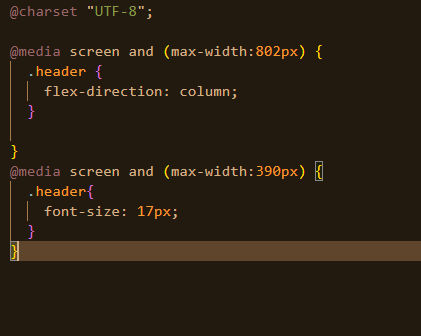 @charset "UTF-8";
@media screen and (max-width:802px) {
.header {
flex-direction: column;
}
}
@media screen and (max-width:390px) {
.header{
font-size: 17px;
}
}